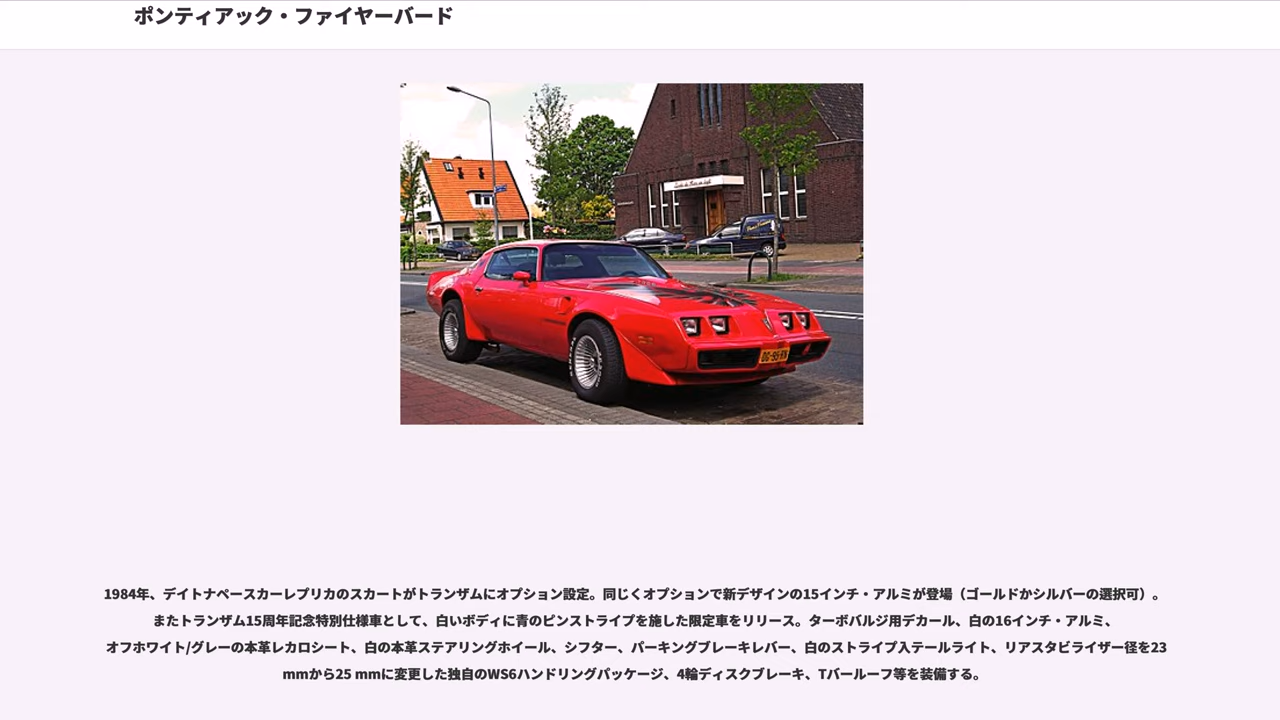 ポンティアック・ファイヤーバード
1984年、デイトナペースカーレプリカのスカートがトランザムにオプション設定。同じくオプションで新デザインの15インチ・アルミが登場（ゴールドかシルバーの選択可）。
またトランザム15周年記念特別仕様車として、白いボディに青のピンストライプを施した限定車をリリース。ターボバルジ用デカール、白の16インチ・アルミ、
オフホワイト/グレーの本革レカロシート、白の本革ステアリングホイール、シフター、パーキングブレーキレバー、白のストライプ入テールライト、リアスタビライザー径を23
mmから25 mmに変更した独自のWS6ハンドリングパッケージ、4輪ディスクブレーキ、Tバールーフ等を装備する。